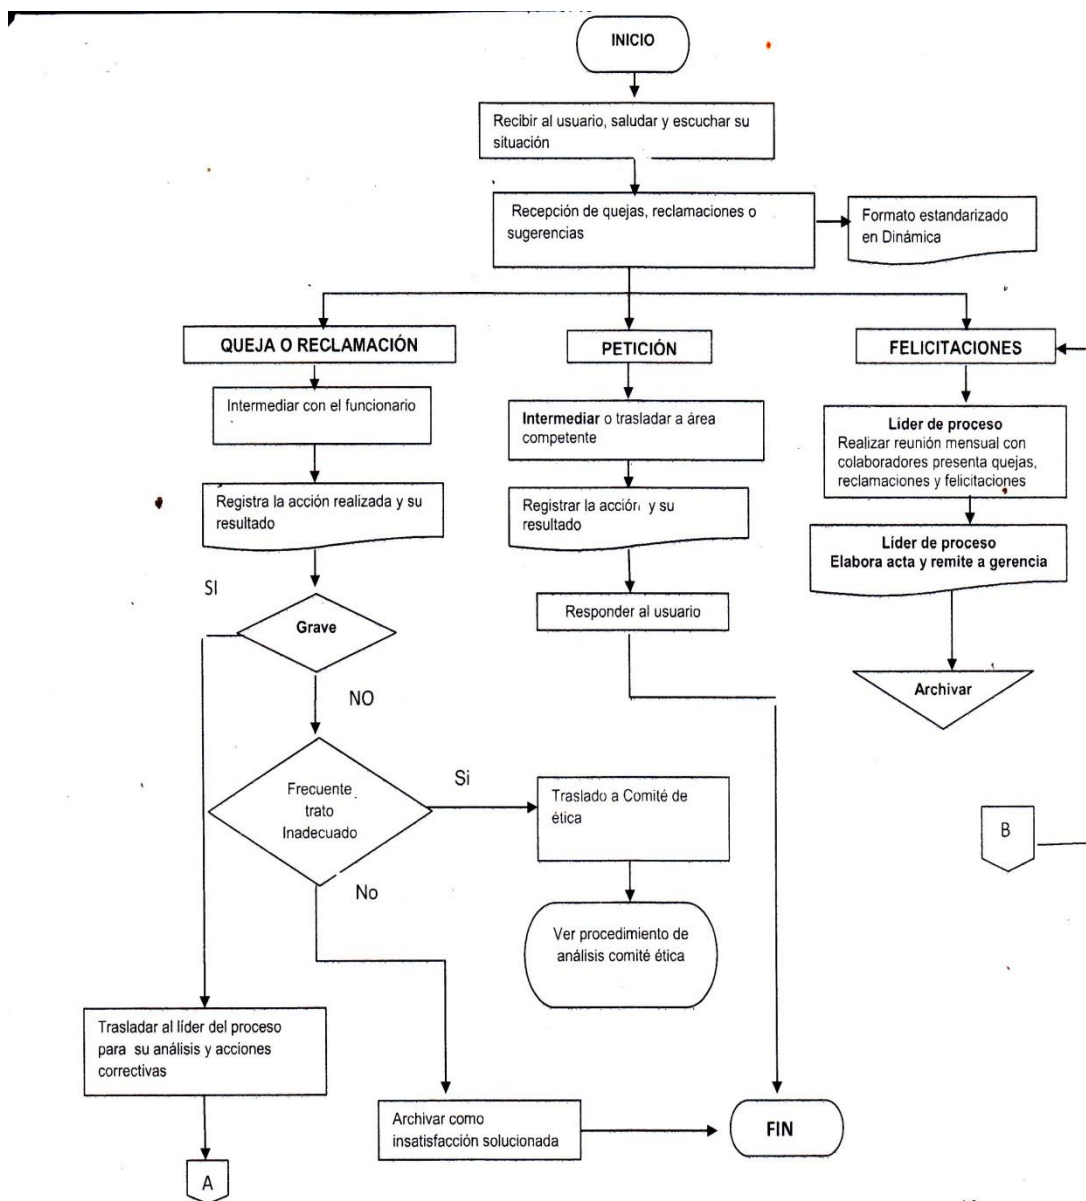 INICIO
Recibir al usuario, saludar y escuchar su
situación
Recepción de quejas, reclamaciones o
sugerencias
Formato estandarizado
en Dinámica
QUEJA O RECLAMACIÓN
PETICIÓN
FELICITACIONES
Intermediar con el funcionario
Intermediar o trasladar a área
competente
Líder de proceso
Realizar reunión mensual con
colaboradores presenta quejas,
reclamaciones y felicitaciones
Registra la acción realizada y su
resultado
Registrar la acción y su
resultado
Líder de proceso
Elabora acta y remite a gerencia
SI
Grave
Responder al usuario
Archivar
NO
Frecuente
trato
Inadecuado
Si
Traslado a Comité de
ética
B
No
Ver procedimiento de
análisis comité ética
Trasladar al líder del proceso
para su análisis y acciones
correctivas
Archivar como
insatisfacción solucionada
FIN
A